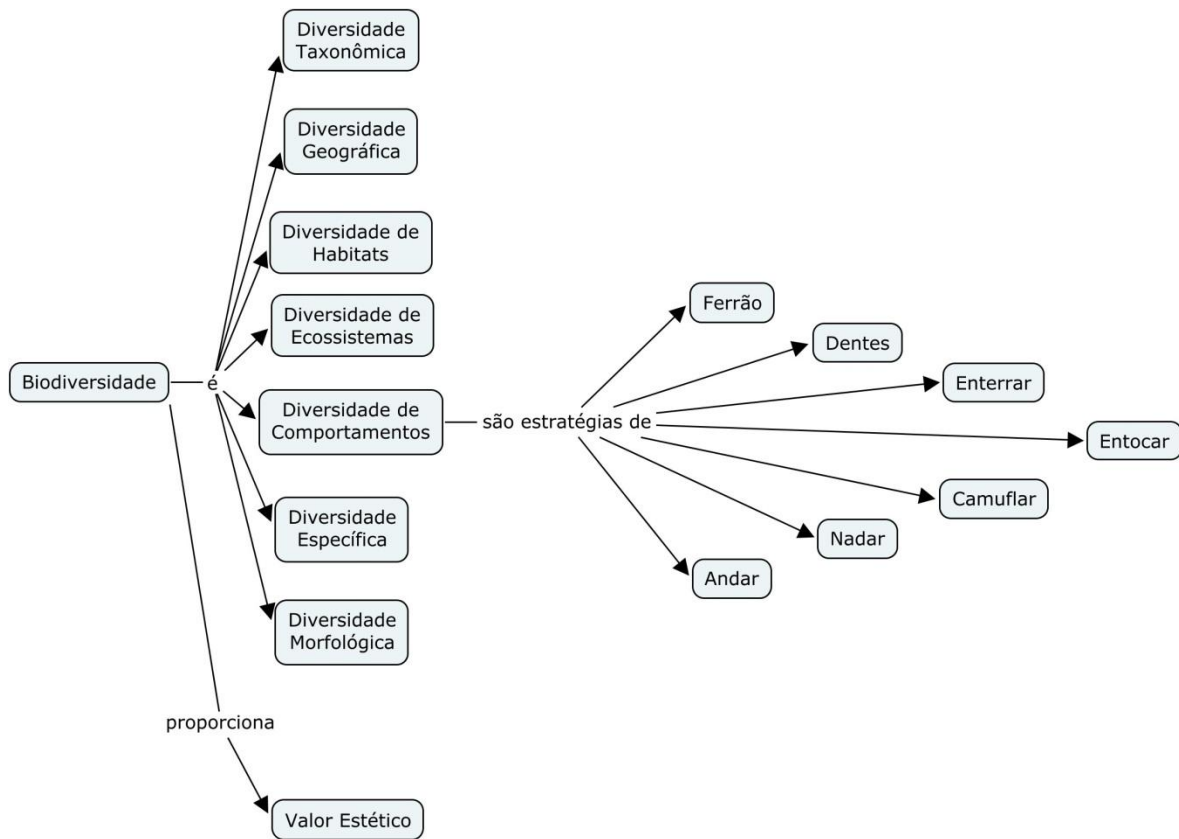 Diversidade
Taxonômica
Diversidade
Geográfica
Diversidade de
Habitats
Diversidade de
Ecossistemas
Biodiversidade
é
Diversidade de
Comportamentos
Diversidade
Específica
Diversidade
Morfológica
proporciona
Valor Estético
são estratégias de
Ferrão
Dentes
Enterrar
Entocar
Camuflar
Nadar
Andar